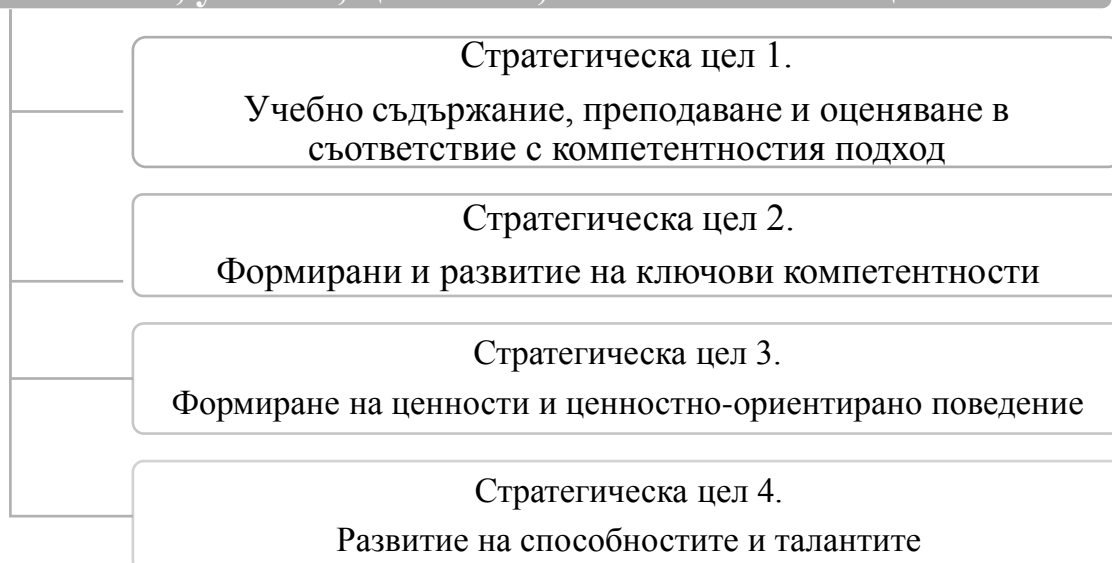 Стратегическа цел 1.
Учебно съдържание, преподаване и оценяване в
съответствие с компетентностия подход
Стратегическа цел 2.
Формирани и развитие на ключови компетентности
Стратегическа цел 3.
Формиране на ценности и ценностно-ориентирано поведение
Стратегическа цел 4.
Развитие на способностите и талантите